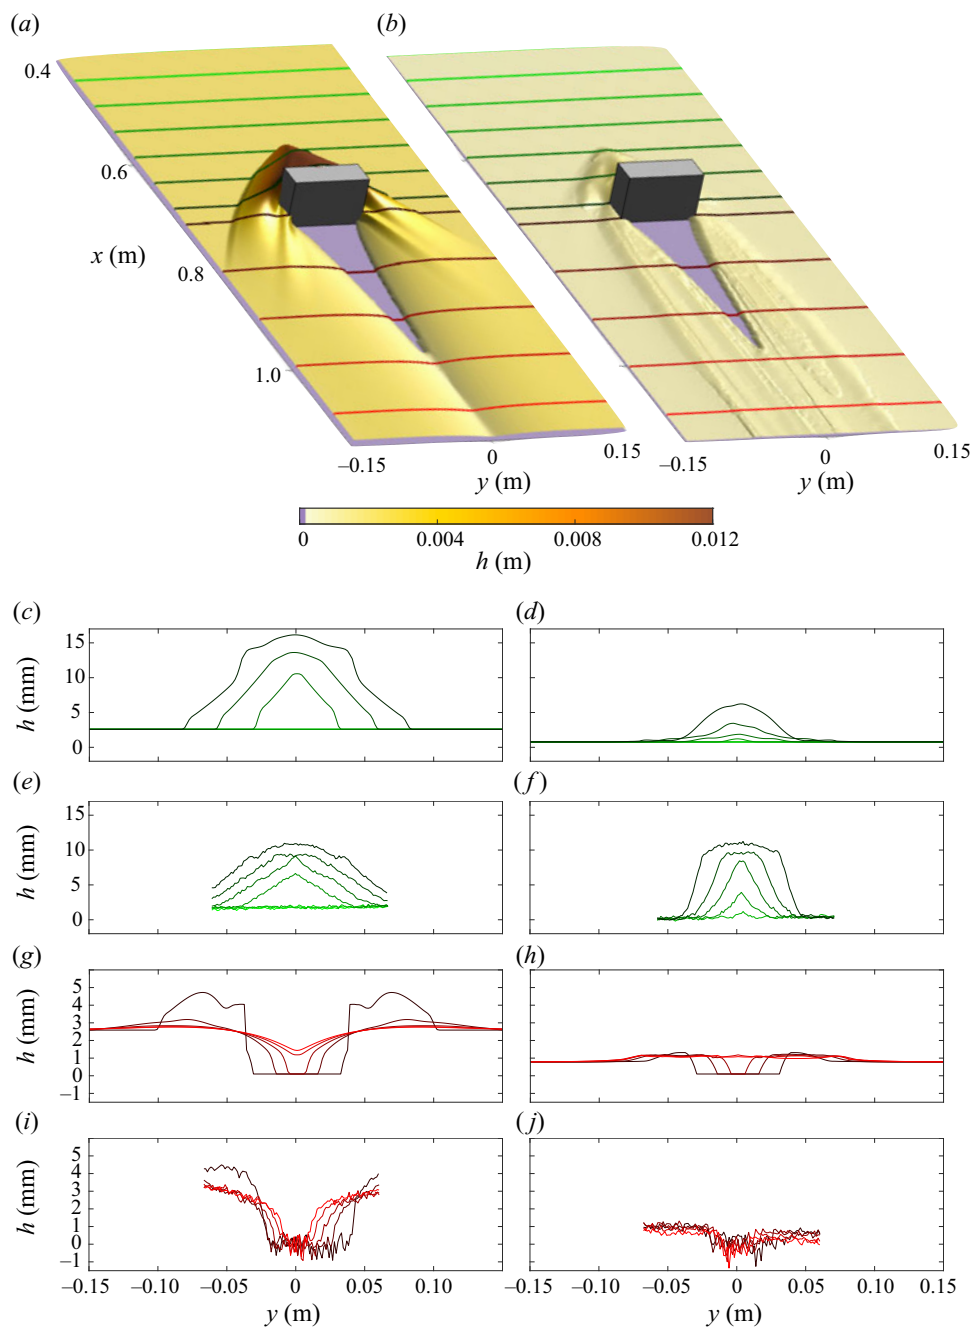 (a)
(b)
0.4
0.6
x (m)
0.8
1.0
−0.15
0
0.15
y (m)
−0.15
0
0.15
y (m)
0
0.004
0.008
0.012
h (m)
(c)
(d)
15
10
5
0
h (mm)
(e)
(f)
15
10
5
0
h (mm)
(g)
(h)
5
4
3
2
1
0
−1
h (mm)
(i)
(j)
5
4
3
2
1
0
−1
h (mm)
−0.15
−0.10
−0.05
0
0.05
0.10
−0.15
−0.10
−0.05
0
0.05
0.10
0.15
y (m)
y (m)